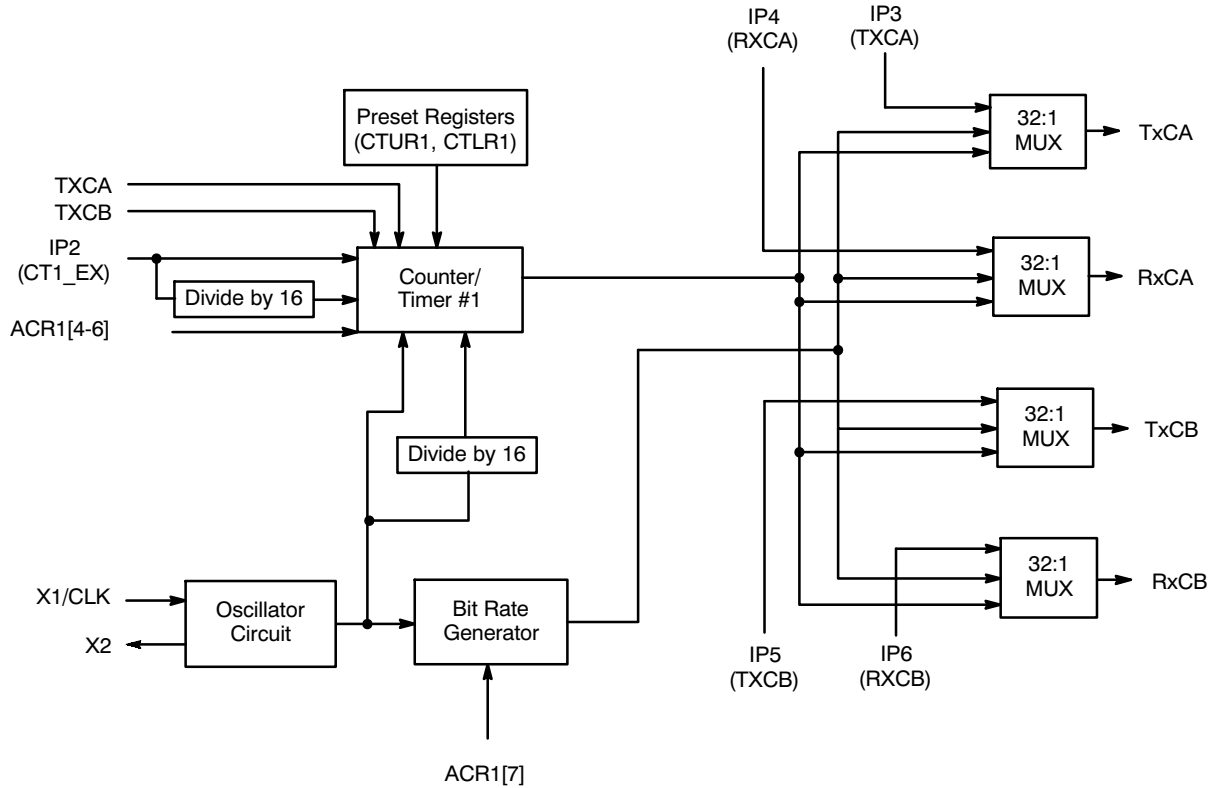 IP4
(RXCA)
IP3
(TXCA)
Preset Registers
(CTUR1, CTLR1)
32:1
MUX
TxCA
TXCA
TXCB
IP2
(CT1_EX)
Counter/
Timer #1
Divide by 16
ACR1[4-6]
32:1
MUX
RxCA
Divide by 16
32:1
MUX
TxCB
X1/CLK
X2
Oscillator
Circuit
Bit Rate
Generator
32:1
MUX
RxCB
IP5
(TXCB)
IP6
(RXCB)
ACR1[7]